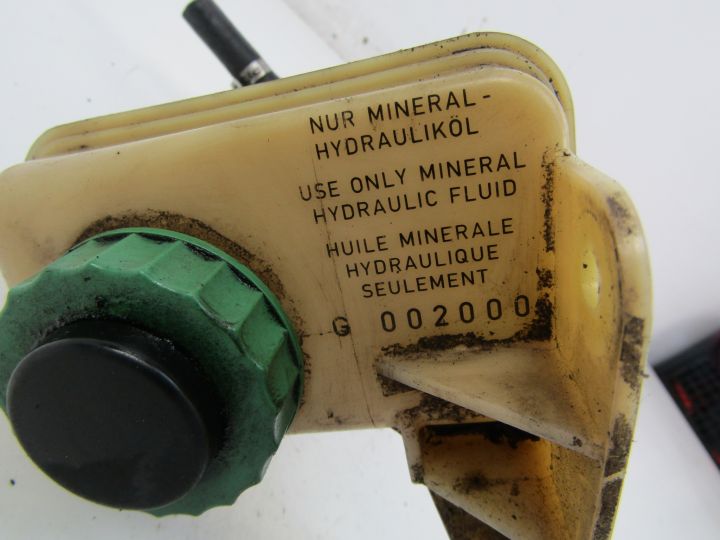 NUR MINERAL-
HYDRAULIKÖL
USE ONLY MINERAL
HYDRAULIC FLUID
HUILE MINERALE
HYDRAULIQUE
SEULEMENT
G 002000